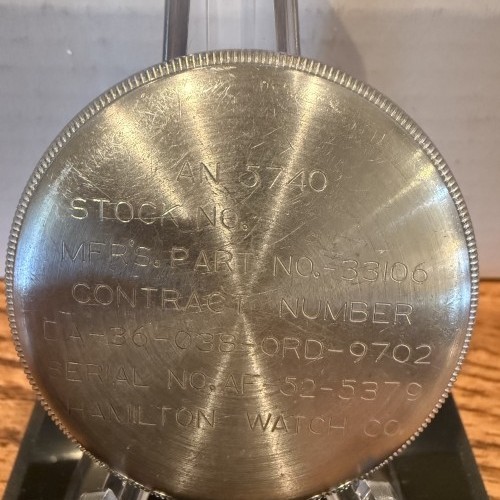 AN 5740
STOCK NO.
MFR'S. PART NO.-33106
CONTRACT NUMBER
DA-36-038-ORD-9702
SERIAL NO. AF-52-5379
HAMILTON WATCH CO.